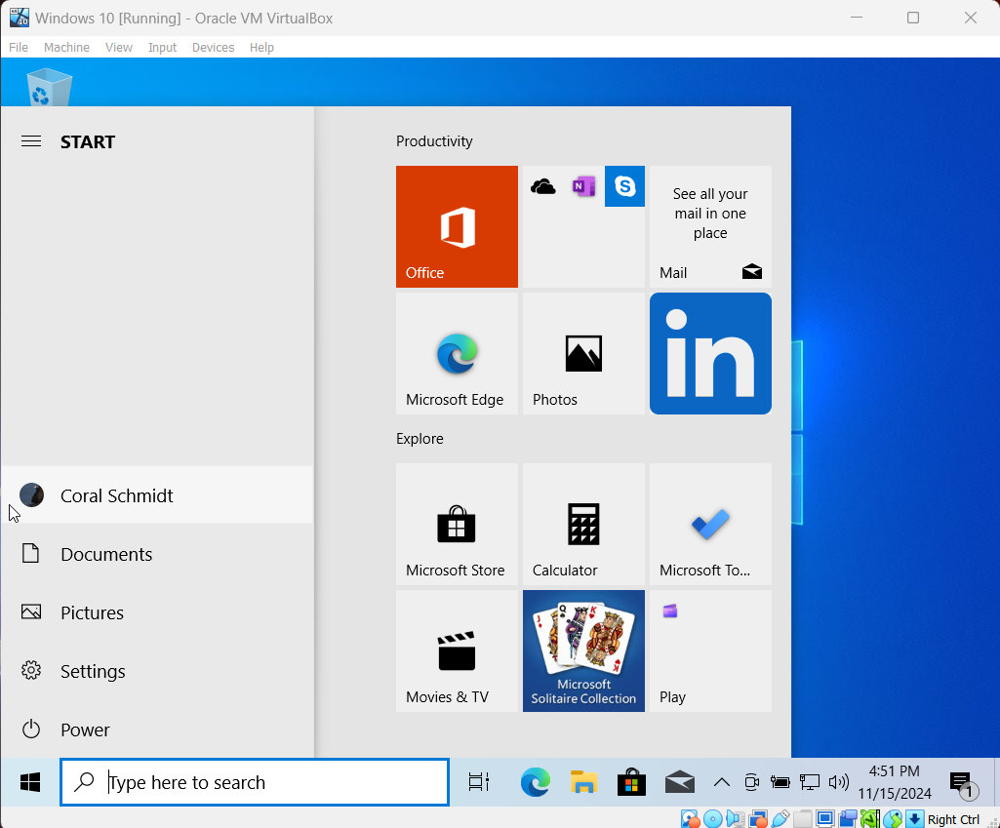 Windows 10 [Running] - Oracle VM VirtualBox
File Machine View Input Devices Help
START
Productivity
Office
N
S
See all your
mail in one
place
Mail
Microsoft Edge
Photos
in
Explore
Coral Schmidt
Documents
Pictures
Settings
Power
Microsoft Store
Calculator
Microsoft To...
Movies & TV
J Q K K
Microsoft
Solitaire Collection
Play
Type here to search
4:51 PM
11/15/2024
1
Right Ctrl